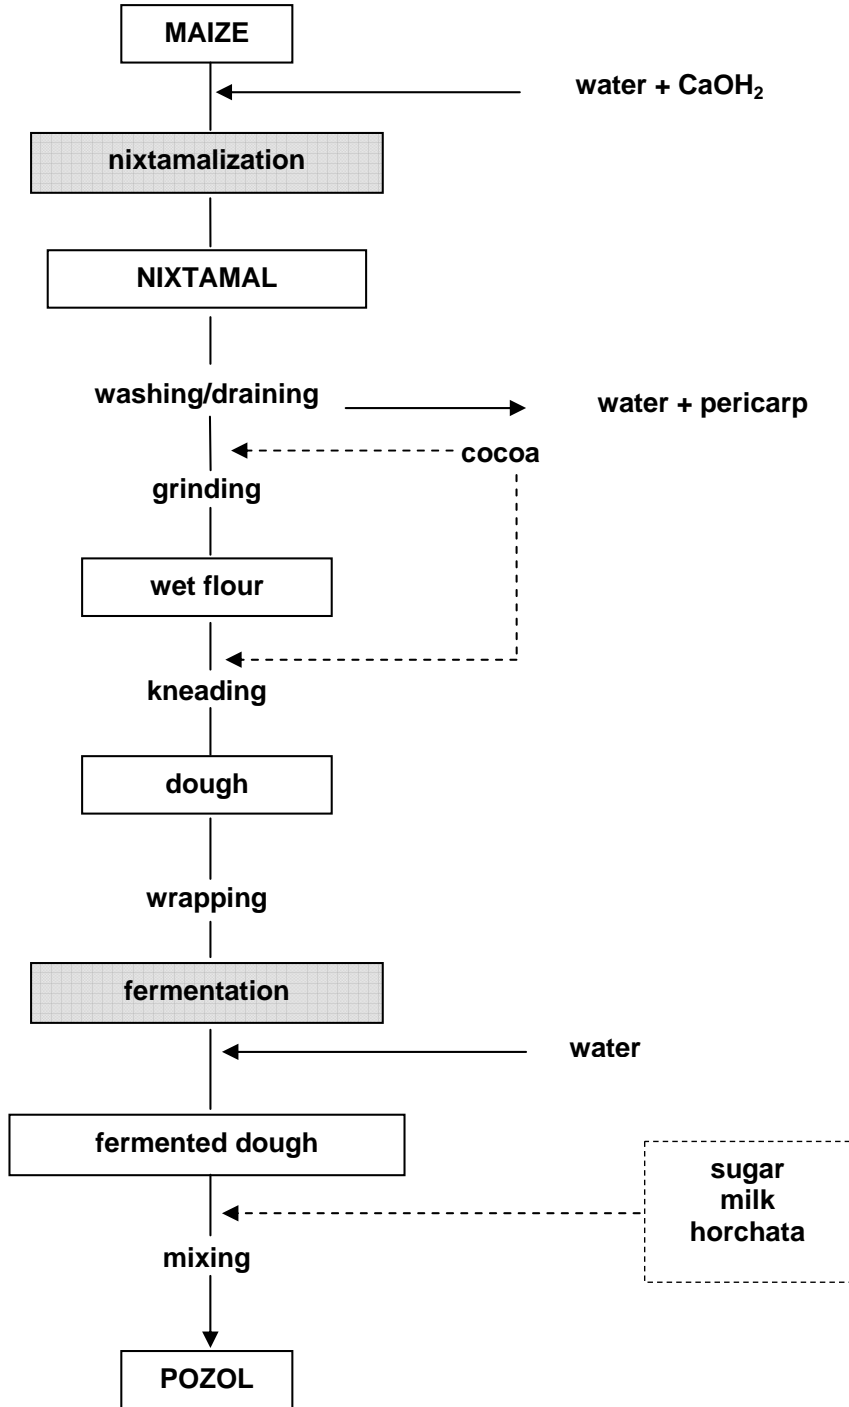 MAIZE
water + CaOH₂
nixtamalization
NIXTAMAL
washing/draining
water + pericarp
cocoa
grinding
wet flour
kneading
dough
wrapping
fermentation
water
fermented dough
sugar
milk
horchata
mixing
POZOL